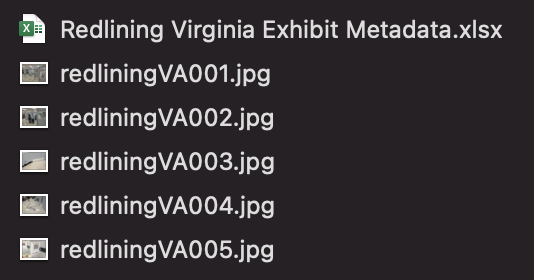 Redlining Virginia Exhibit Metadata.xlsx
redliningVA001.jpg
redliningVA002.jpg
redliningVA003.jpg
redliningVA004.jpg
redliningVA005.jpg